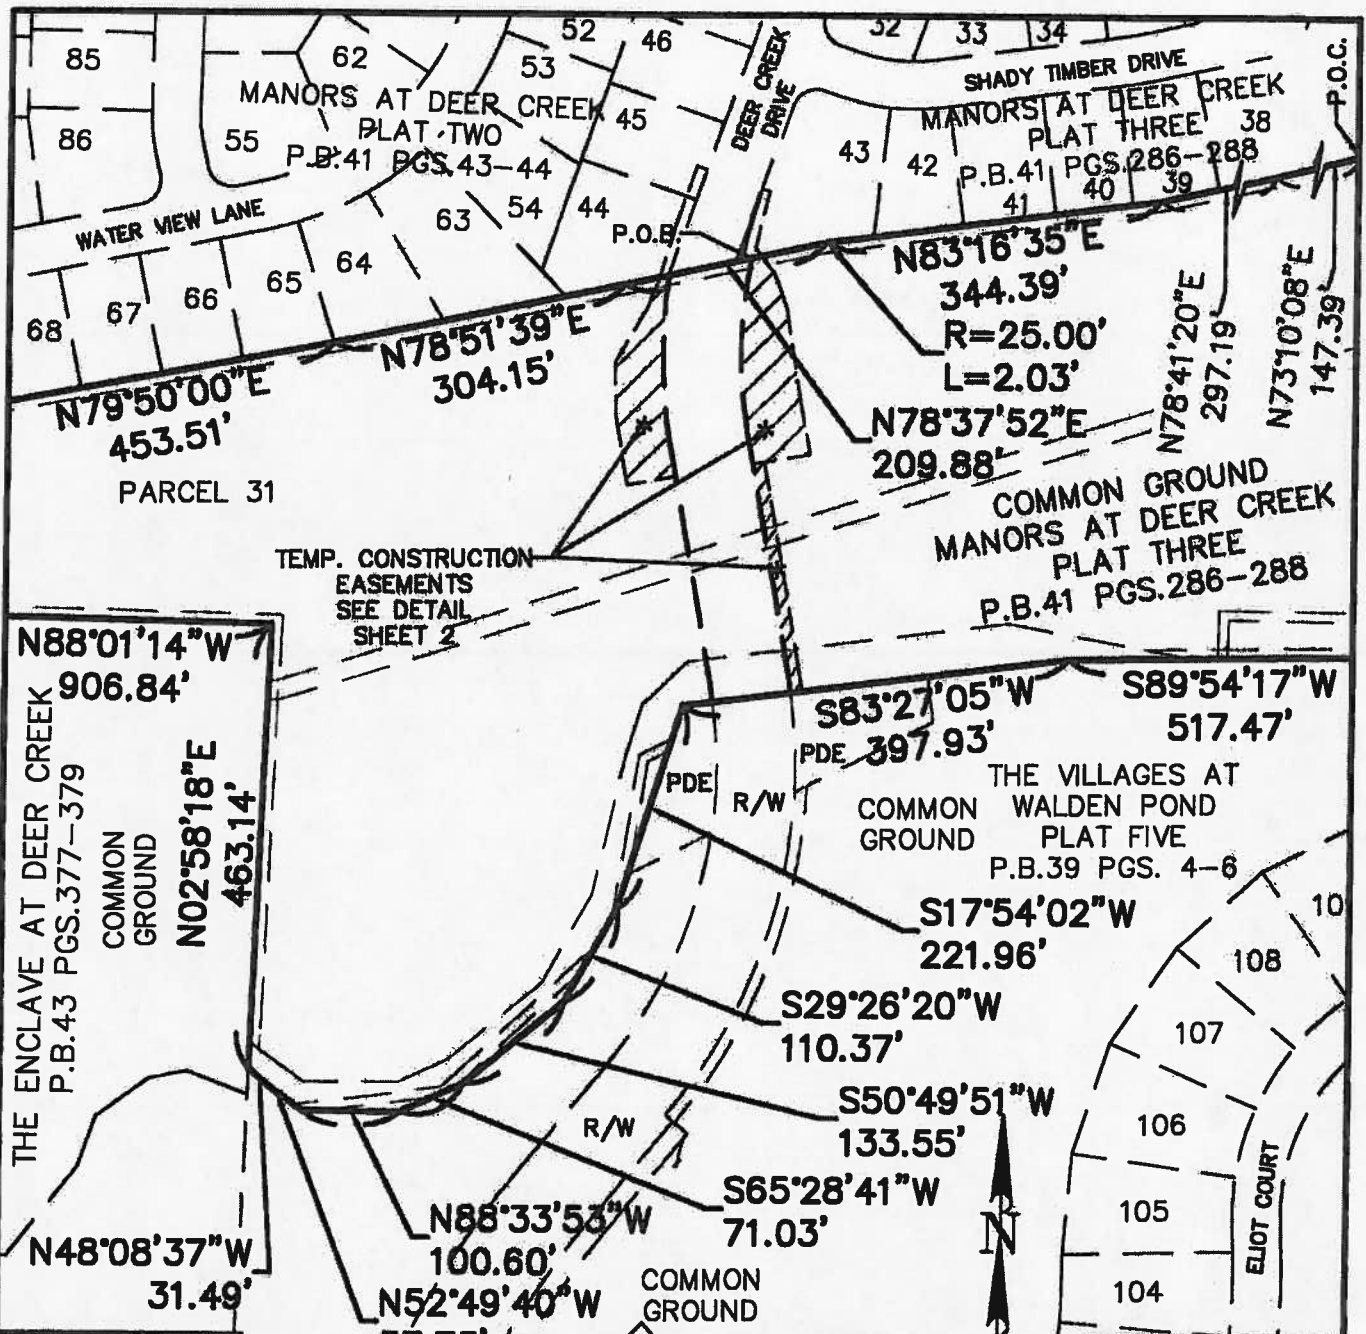 85
86
62
52
53
46
45
55
MANORS AT DEER CREEK
PLAT TWO
P.B.41 PGS.43-44
DEER CREEK
DRIVE
32
33
34
SHADY TIMBER DRIVE
MANORS AT DEER CREEK
PLAT THREE
P.B.41 PGS.286-288
38
43
42
41
40
39
P.O.C.
WATER VIEW LANE
63
54
44
P.O.B.
64
65
66
67
68
N83°16'35"E
344.39'
R=25.00'
L=2.03'
N78°41'20"E
297.19'
N73°10'08"E
147.39'
N78°51'39"E
304.15'
N79°50'00"E
453.51'
N78°37'52"E
209.88'
PARCEL 31
COMMON GROUND
MANORS AT DEER CREEK
PLAT THREE
P.B.41 PGS.286-288
TEMP. CONSTRUCTION
EASEMENTS
SEE DETAIL
SHEET 2
N88°01'14"W
906.84'
S83°27'05"W
397.93'
S89°54'17"W
517.47'
THE ENCLAVE AT DEER CREEK
P.B.43 PGS.377-379
COMMON
GROUND
N02°58'18"E
463.14'
PDE
R/W
PDE
COMMON
GROUND
THE VILLAGES AT
WALDEN POND
PLAT FIVE
P.B.39 PGS. 4-6
S17°54'02"W
221.96'
10
108
107
106
105
104
S29°26'20"W
110.37'
S50°49'51"W
133.55'
R/W
S65°28'41"W
71.03'
N
ELIOT COURT
N88°33'53"W
100.60'
N48°08'37"W
31.49'
N52°49'40"W
COMMON
GROUND